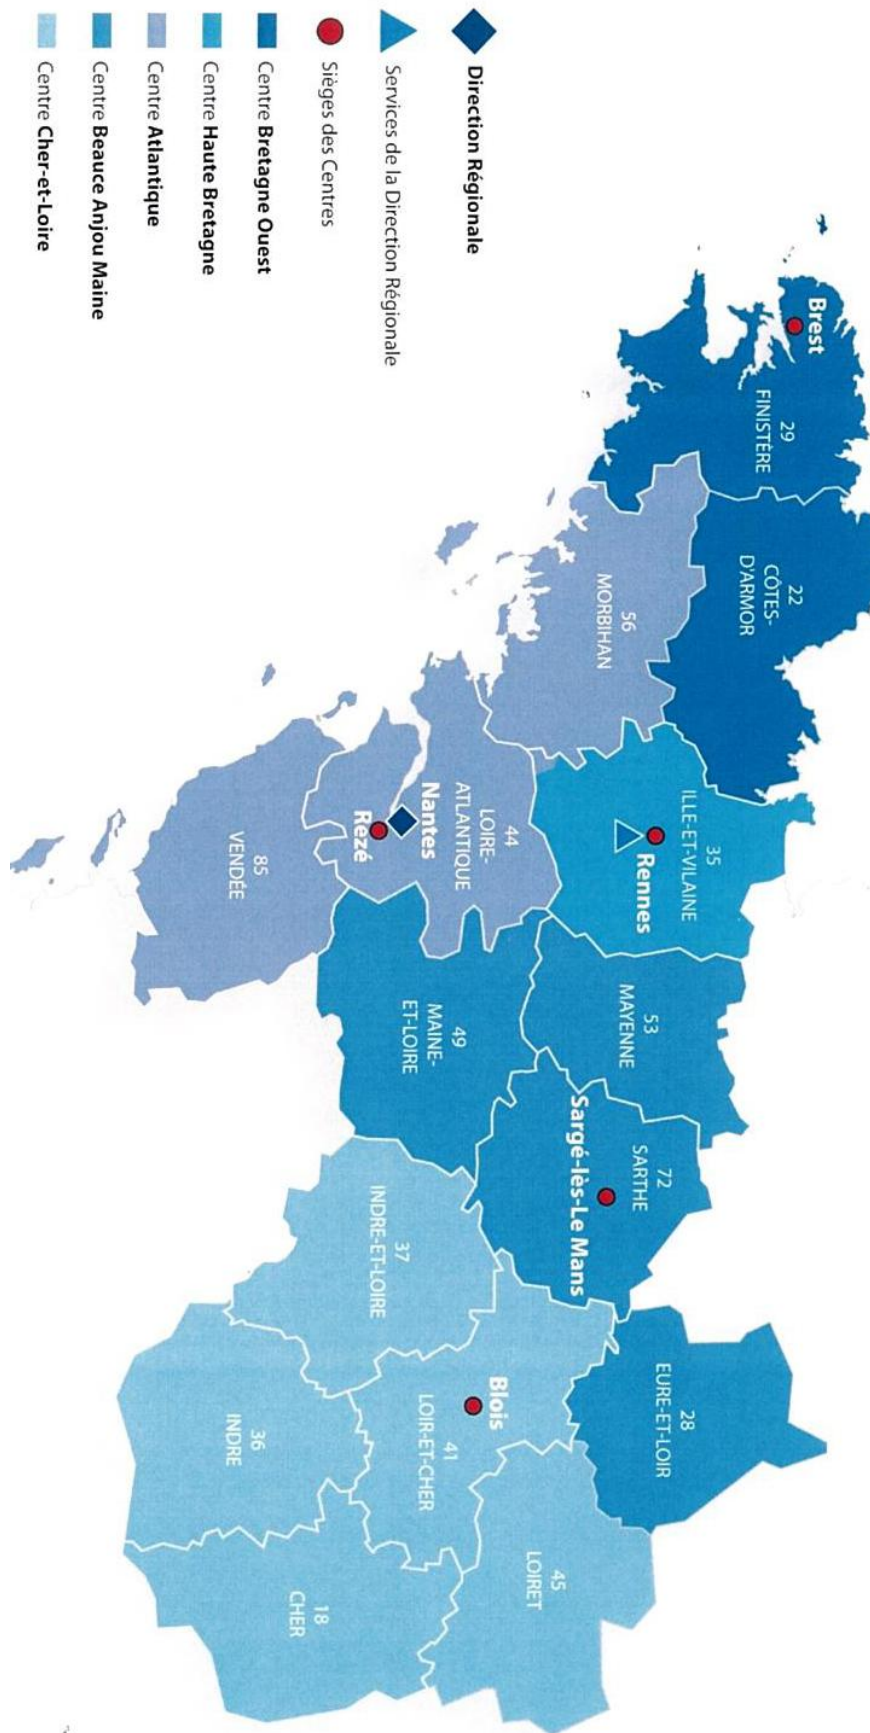 Direction Régionale
Services de la Direction Régionale
Sièges des Centres
Centre Bretagne Ouest
Centre Haute Bretagne
Centre Atlantique
Centre Beauce Anjou Maine
Centre Cher-et-Loire
Brest
29
FINISTÈRE
22
CÔTES-
D'ARMOR
56
MORBIHAN
35
ILLE-ET-VILAINE
Rennes
44
LOIRE-
ATLANTIQUE
Nantes
Rezé
85
VENDÉE
53
MAYENNE
49
MAINE-
ET-LOIRE
72
SARTHE
Sargé-lès-Le Mans
28
EURE-ET-LOIR
37
INDRE-ET-LOIRE
Blois
41
LOIR-ET-CHER
45
LOIRET
36
INDRE
18
CHER